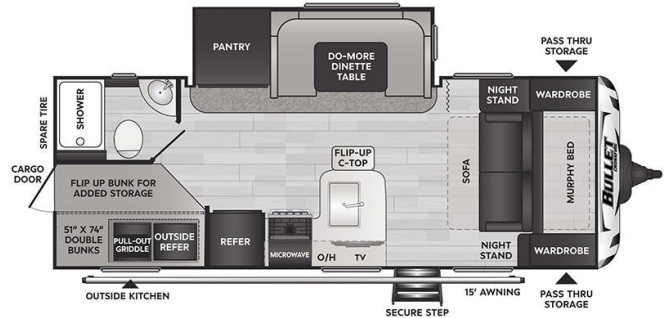 PANTRY
DO-MORE
DINETTE
TABLE
PASS THRU
STORAGE
NIGHT
STAND
WARDROBE
SPARE TIRE
SHOWER
CARGO
DOOR
FLIP UP BUNK FOR
ADDED STORAGE
FLIP-UP
C-TOP
SOFA
MURPHY BED
BULLET
51" X 74"
DOUBLE
BUNKS
PULL-OUT
GRIDDLE
OUTSIDE
REFER
REFER
MICROWAVE
O/H
TV
NIGHT
STAND
WARDROBE
OUTSIDE KITCHEN
15' AWNING
SECURE STEP
PASS THRU
STORAGE